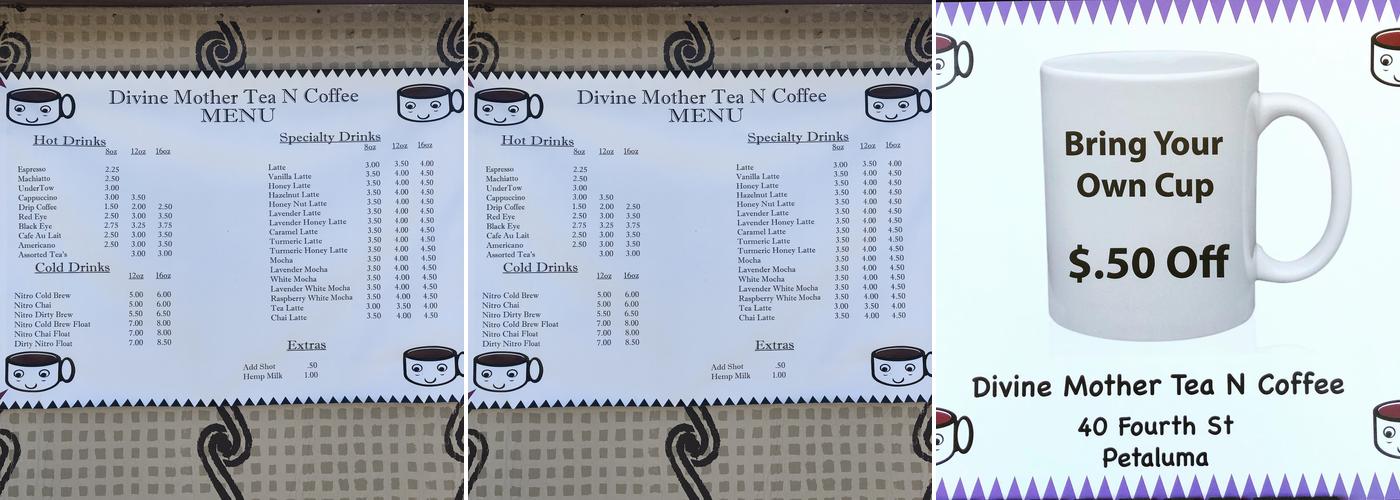 Divine Mother Tea N Coffee
MENU
Hot Drinks
8oz 12oz 16oz
Espresso 2.25
Machiatto 2.50
UnderTow 3.00
Cappuccino 3.50
Drip Coffee 1.50 2.00 2.50
Red Eye 2.50 3.00 3.50
Black Eye 2.75 3.25 3.75
Cafe Au Lait 2.50 3.00 3.50
Americano 2.50 3.00 3.50
Assorted Tea's 3.00 3.00
Cold Drinks
12oz 16oz
Nitro Cold Brew 5.00 6.00
Nitro Chai 5.00 6.00
Nitro Dirty Brew 5.50 6.50
Nitro Cold Brew Float 7.00 8.00
Nitro Chai Float 7.00 8.00
Dirty Nitro Float 7.00 8.50
Specialty Drinks
8oz 12oz 16oz
Latte 3.00 3.50 4.00
Vanilla Latte 3.50 4.00 4.50
Honey Latte 3.50 4.00 4.50
Hazelnut Latte 3.50 4.00 4.50
Honey Nut Latte 3.50 4.00 4.50
Lavender Latte 3.50 4.00 4.50
Lavender Honey Latte 3.50 4.00 4.50
Caramel Latte 3.50 4.00 4.50
Turmeric Latte 3.50 4.00 4.50
Turmeric Honey Latte 3.50 4.00 4.50
Mocha 3.50 4.00 4.50
Lavender Mocha 3.50 4.00 4.50
White Mocha 3.50 4.00 4.50
Lavender White Mocha 3.50 4.00 4.50
Raspberry White Mocha 3.50 4.00 4.50
Tea Latte 3.00 3.50 4.00
Chai Latte 3.50 4.00 4.50
Extras
Add Shot .50
Hemp Milk 1.00
Divine Mother Tea N Coffee
MENU
Hot Drinks
8oz 12oz 16oz
Espresso 2.25
Machiatto 2.50
UnderTow 3.00
Cappuccino 3.50
Drip Coffee 1.50 2.00 2.50
Red Eye 2.50 3.00 3.50
Black Eye 2.75 3.25 3.75
Cafe Au Lait 2.50 3.00 3.50
Americano 2.50 3.00 3.50
Assorted Tea's 3.00 3.00
Cold Drinks
12oz 16oz
Nitro Cold Brew 5.00 6.00
Nitro Chai 5.00 6.00
Nitro Dirty Brew 5.50 6.50
Nitro Cold Brew Float 7.00 8.00
Nitro Chai Float 7.00 8.00
Dirty Nitro Float 7.00 8.50
Specialty Drinks
8oz 12oz 16oz
Latte 3.00 3.50 4.00
Vanilla Latte 3.50 4.00 4.50
Honey Latte 3.50 4.00 4.50
Hazelnut Latte 3.50 4.00 4.50
Honey Nut Latte 3.50 4.00 4.50
Lavender Latte 3.50 4.00 4.50
Lavender Honey Latte 3.50 4.00 4.50
Caramel Latte 3.50 4.00 4.50
Turmeric Latte 3.50 4.00 4.50
Turmeric Honey Latte 3.50 4.00 4.50
Mocha 3.50 4.00 4.50
Lavender Mocha 3.50 4.00 4.50
White Mocha 3.50 4.00 4.50
Lavender White Mocha 3.50 4.00 4.50
Raspberry White Mocha 3.50 4.00 4.50
Tea Latte 3.00 3.50 4.00
Chai Latte 3.50 4.00 4.50
Extras
Add Shot .50
Hemp Milk 1.00
Bring Your
Own Cup
$.50 Off
Divine Mother Tea N Coffee
40 Fourth St
Petaluma